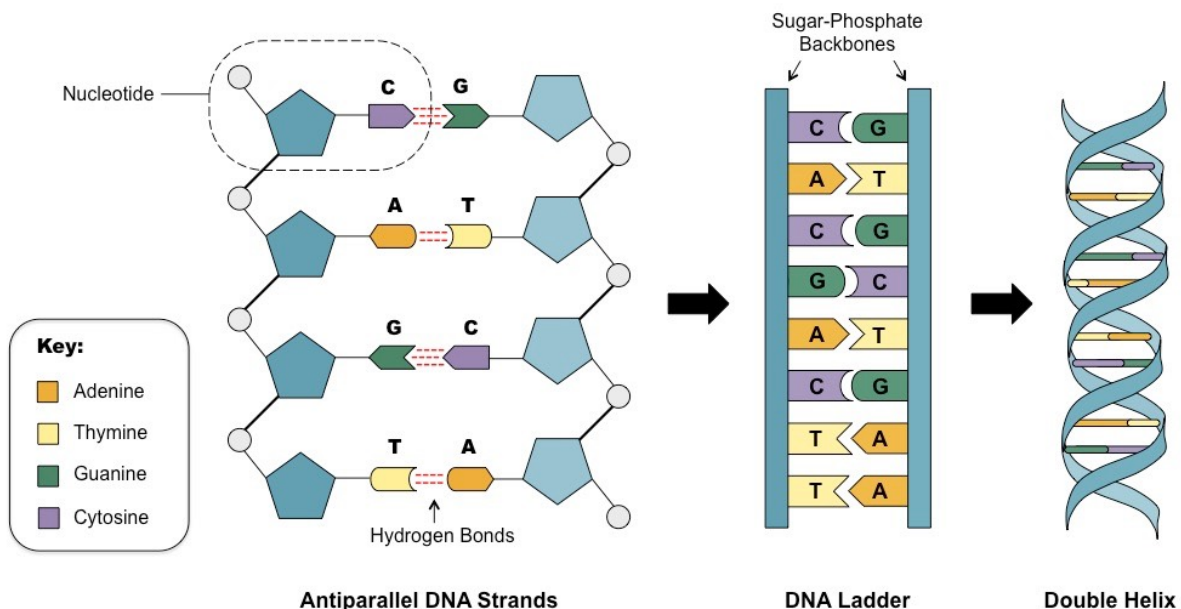 Sugar-Phosphate
Backbones
Nucleotide
C G
A T
G C
T A
Hydrogen Bonds
Key:
Adenine
Thymine
Guanine
Cytosine
C G
A T
C G
G C
A T
C G
T A
T A
Antiparallel DNA Strands
DNA Ladder
Double Helix